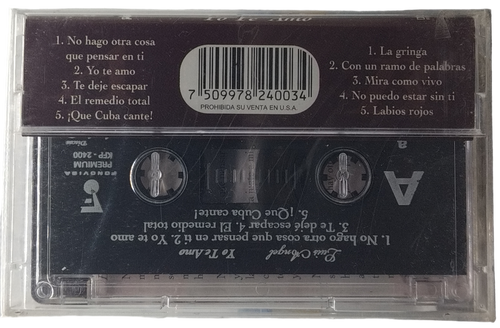 Yo Te Amo
1. No hago otra cosa
que pensar en ti
2. Yo te amo
3. Te deje escapar
4. El remedio total
5. ¡Que Cuba cante!
7 509978 240034
PROHIBIDA SU VENTA EN U.S.A.
1. La gringa
2. Con un ramo de palabras
3. Mira como vivo
4. No puedo estar sin ti
5. Labios rojos
a
A
Luis Angel Yo Te Amo
1. No hago otra cosa que pensar en ti 2. Yo te amo
3. Te dejé escapar 4. El remedio total
5. ¡Que Cuba cante!
FONOVISA
PREMIUM
KFP - 2400